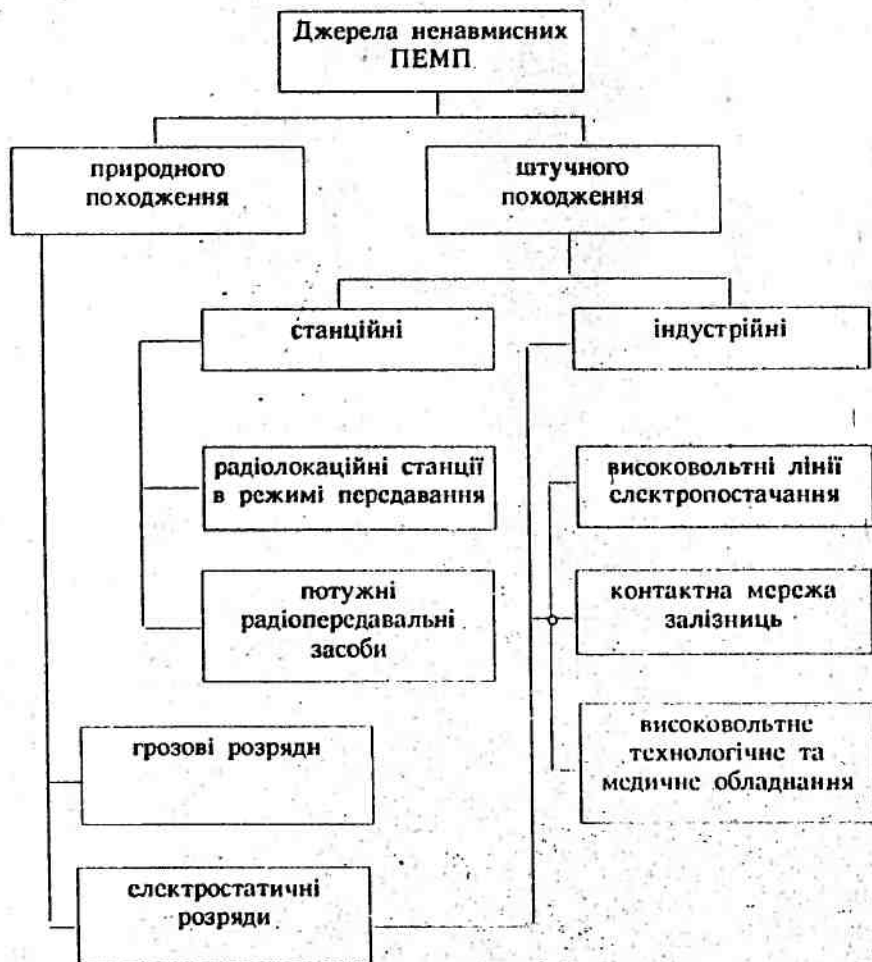 Джерела ненавмисних
ПЕМП
природного
походження
штучного
походження
станційні
індустрійні
радіолокаційні станції
в режимі передавання
високовольтні лінії
електропостачання
потужні
радіопередавальні
засоби
контактна мережа
залізниць
високовольтне
технологічне та
медичне обладнання
грозові розряди
електростатичні
розряди